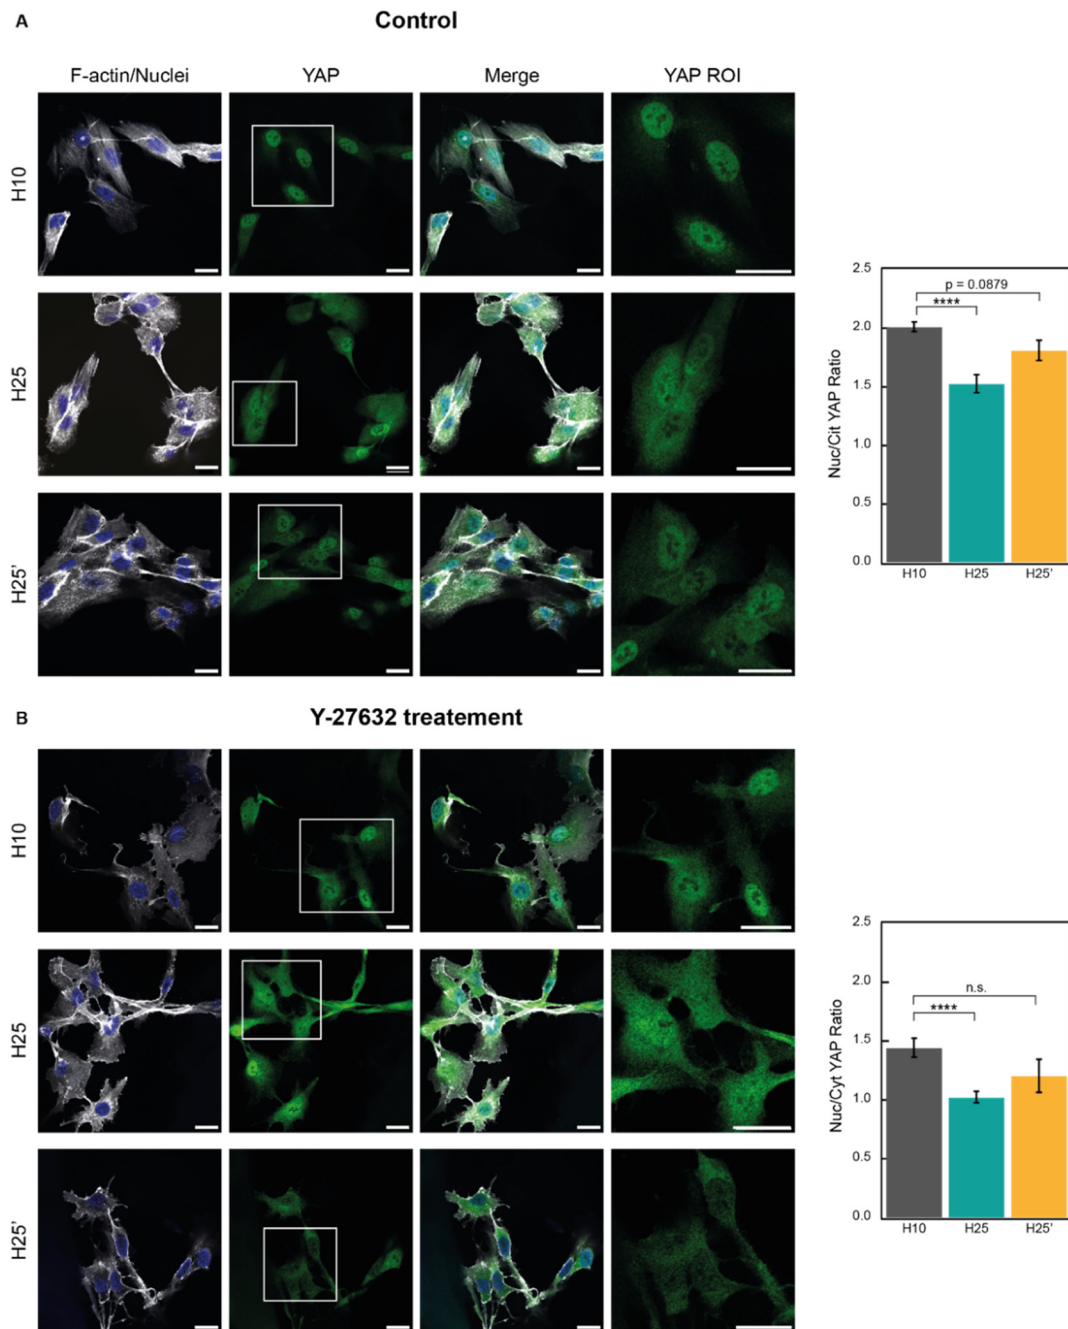 A
Control
F-actin/Nuclei YAP Merge YAP ROI
H10
H25
H25'
2.5
2.0
1.5
1.0
0.5
0.0
Nuc/Cit YAP Ratio
p = 0.0879
****
H10 H25 H25'
B
Y-27632 treatement
H10
H25
H25'
2.5
2.0
1.5
1.0
0.5
0.0
Nuc/Cyt YAP Ratio
n.s.
****
H10 H25 H25'